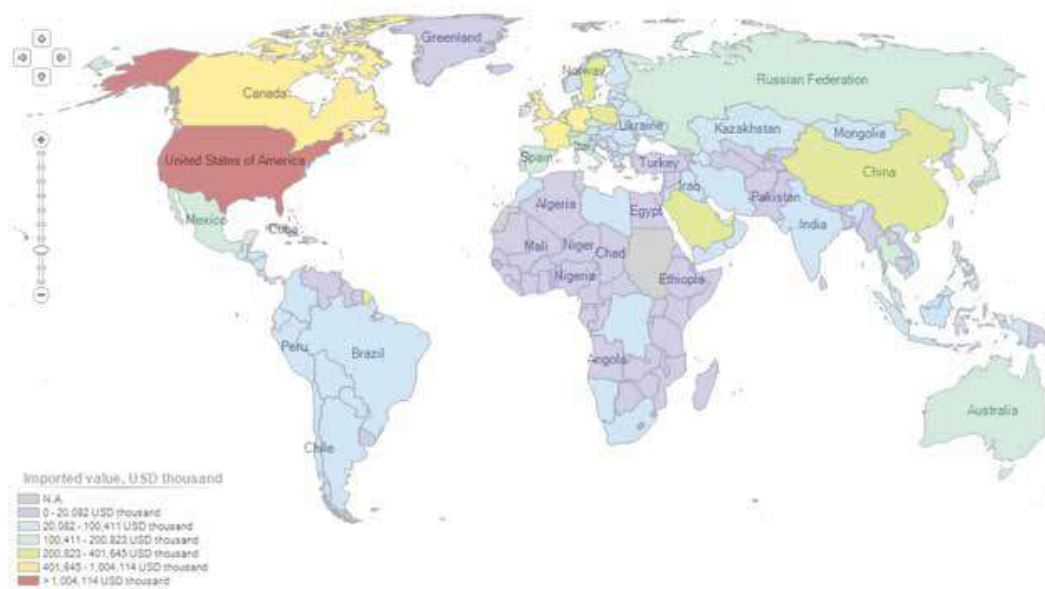 Greenland
Norway
Russian Federation
Canada
Ukraine
Kazakhstan
Mongolia
United States of America
Spain
Italy
Turkey
China
Iraq
Pakistan
Mexico
Cuba
Algeria
Egypt
India
Mali
Niger
Chad
Nigeria
Ethiopia
Peru
Brazil
Angola
Australia
Chile
Imported value, USD thousand
N.A.
0 - 20,082 USD thousand
20,082 - 100,411 USD thousand
100,411 - 200,823 USD thousand
200,823 - 401,645 USD thousand
401,645 - 1,004,114 USD thousand
> 1,004,114 USD thousand